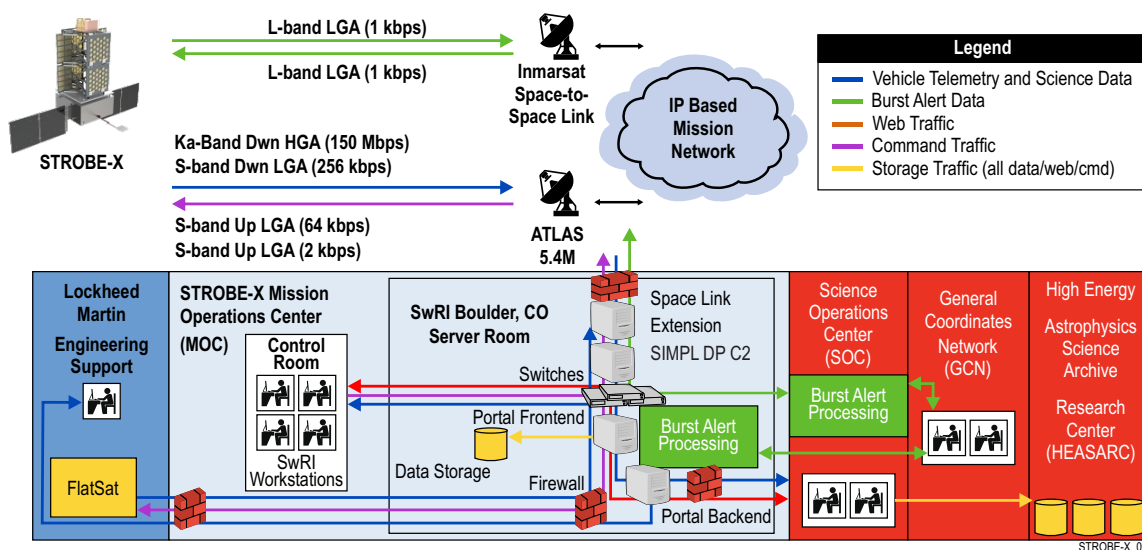 L-band LGA (1 kbps)
L-band LGA (1 kbps)
STROBE-X
Inmarsat
Space-to-
Space Link
IP Based
Mission
Network
Legend
Vehicle Telemetry and Science Data
Burst Alert Data
Web Traffic
Command Traffic
Storage Traffic (all data/web/cmd)
Ka-Band Dwn HGA (150 Mbps)
S-band Dwn LGA (256 kbps)
S-band Up LGA (64 kbps)
S-band Up LGA (2 kbps)
ATLAS
5.4M
Lockheed
Martin
Engineering
Support
FlatSat
STROBE-X Mission
Operations Center
(MOC)
Control
Room
SwRI
Workstations
SwRI Boulder, CO
Server Room
Space Link
Extension
SIMPL DP C2
Switches
Portal Frontend
Data Storage
Burst Alert
Processing
Firewall
Portal Backend
Science
Operations
Center
(SOC)
Burst Alert
Processing
General
Coordinates
Network
(GCN)
High Energy
Astrophysics
Science
Archive
Research
Center
(HEASARC)